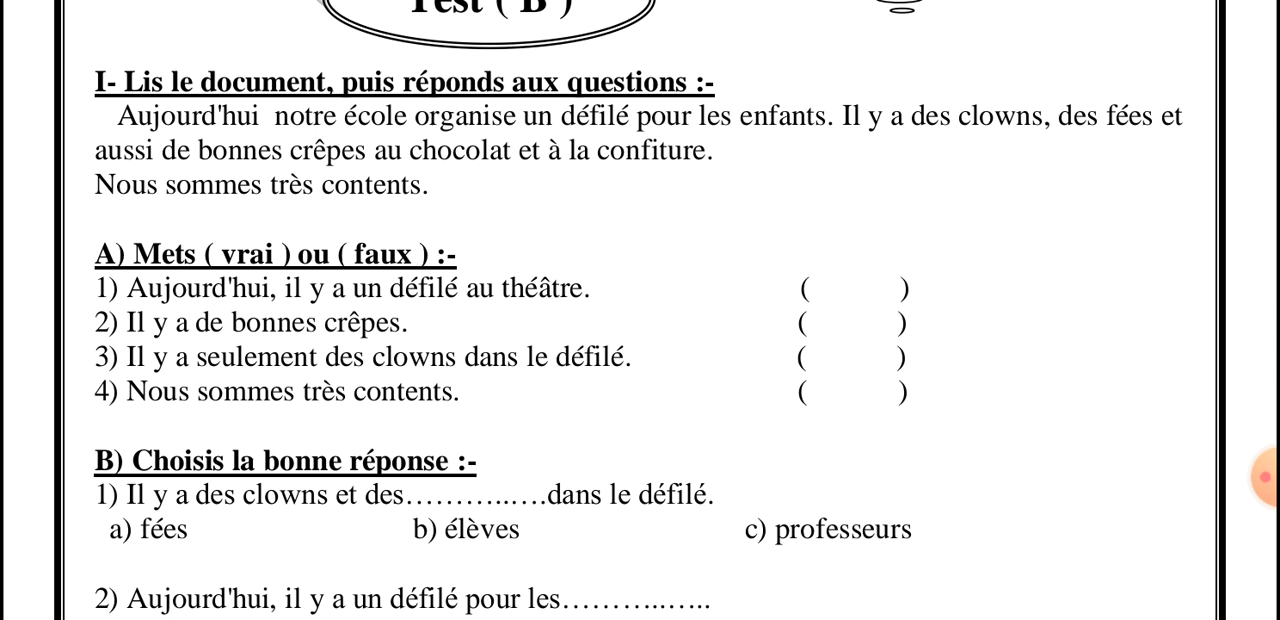 Test ( B )
I- Lis le document, puis réponds aux questions :-
Aujourd'hui  notre école organise un défilé pour les enfants. Il y a des clowns, des fées et
aussi de bonnes crêpes au chocolat et à la confiture.
Nous sommes très contents.
A) Mets ( vrai ) ou ( faux ) :-
1) Aujourd'hui, il y a un défilé au théâtre. ( )
2) Il y a de bonnes crêpes. ( )
3) Il y a seulement des clowns dans le défilé. ( )
4) Nous sommes très contents. ( )
B) Choisis la bonne réponse :-
1) Il y a des clowns et des………..….dans le défilé.
a) fées b) élèves c) professeurs
2) Aujourd'hui, il y a un défilé pour les………..…..